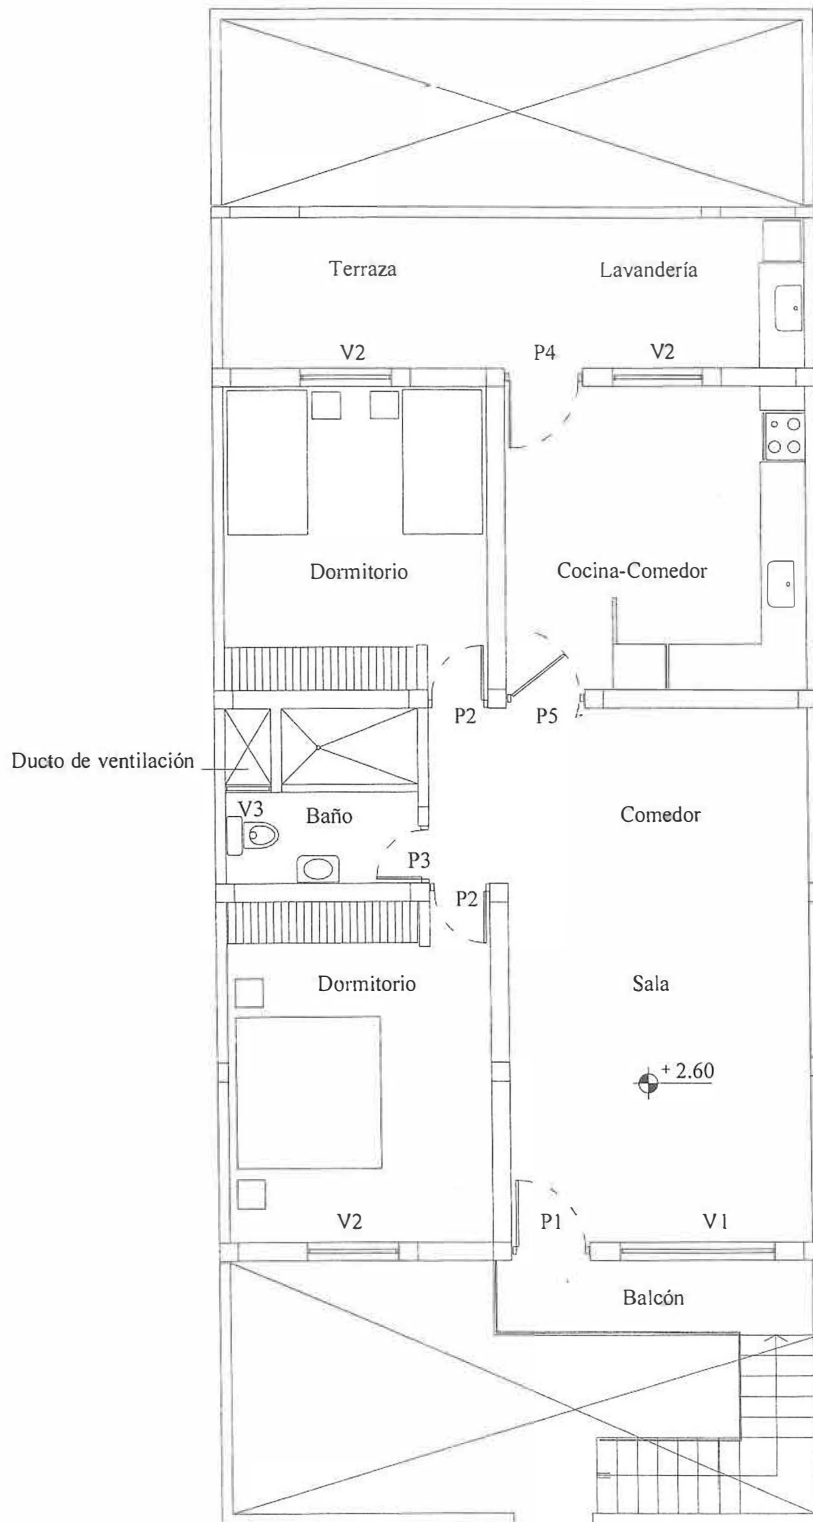 Terraza
Lavandería
V2
P4
V2
Dormitorio
Cocina-Comedor
P2
P5
Ducto de ventilación
V3
Baño
Comedor
P3
P2
Dormitorio
Sala
+ 2.60
V2
P1
V1
Balcón